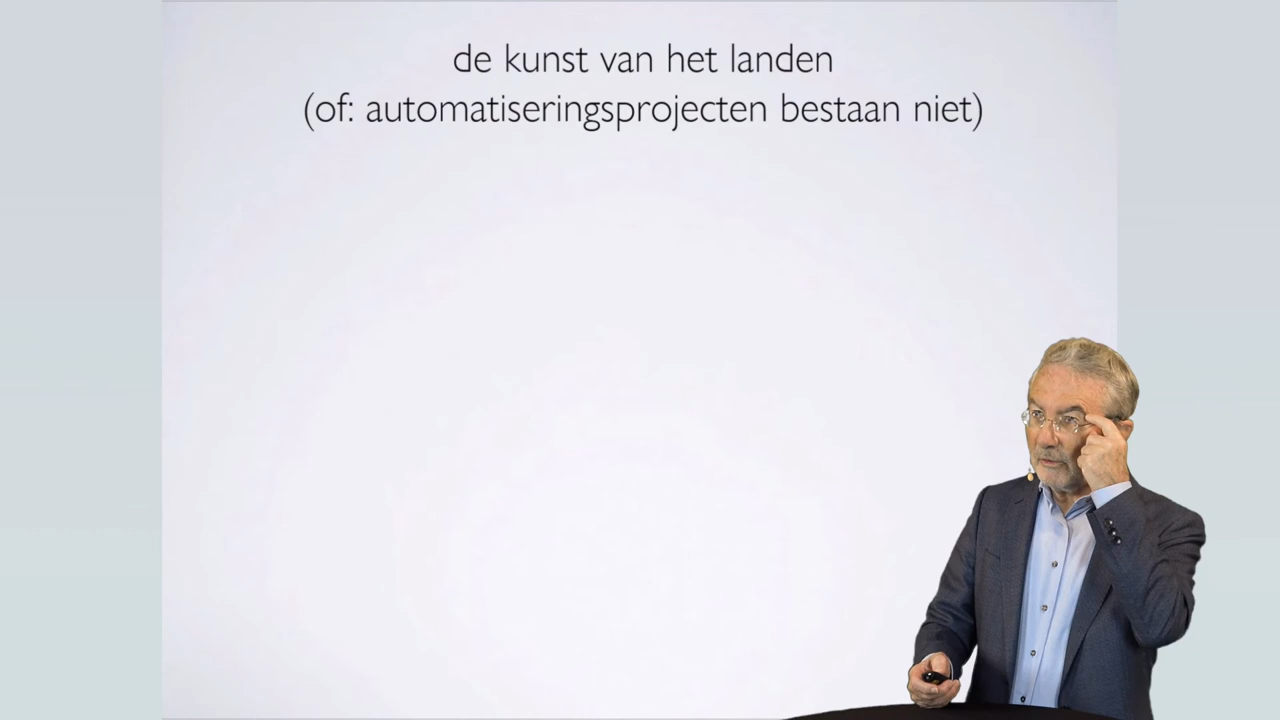 de kunst van het landen
(of: automatiseringsprojecten bestaan niet)